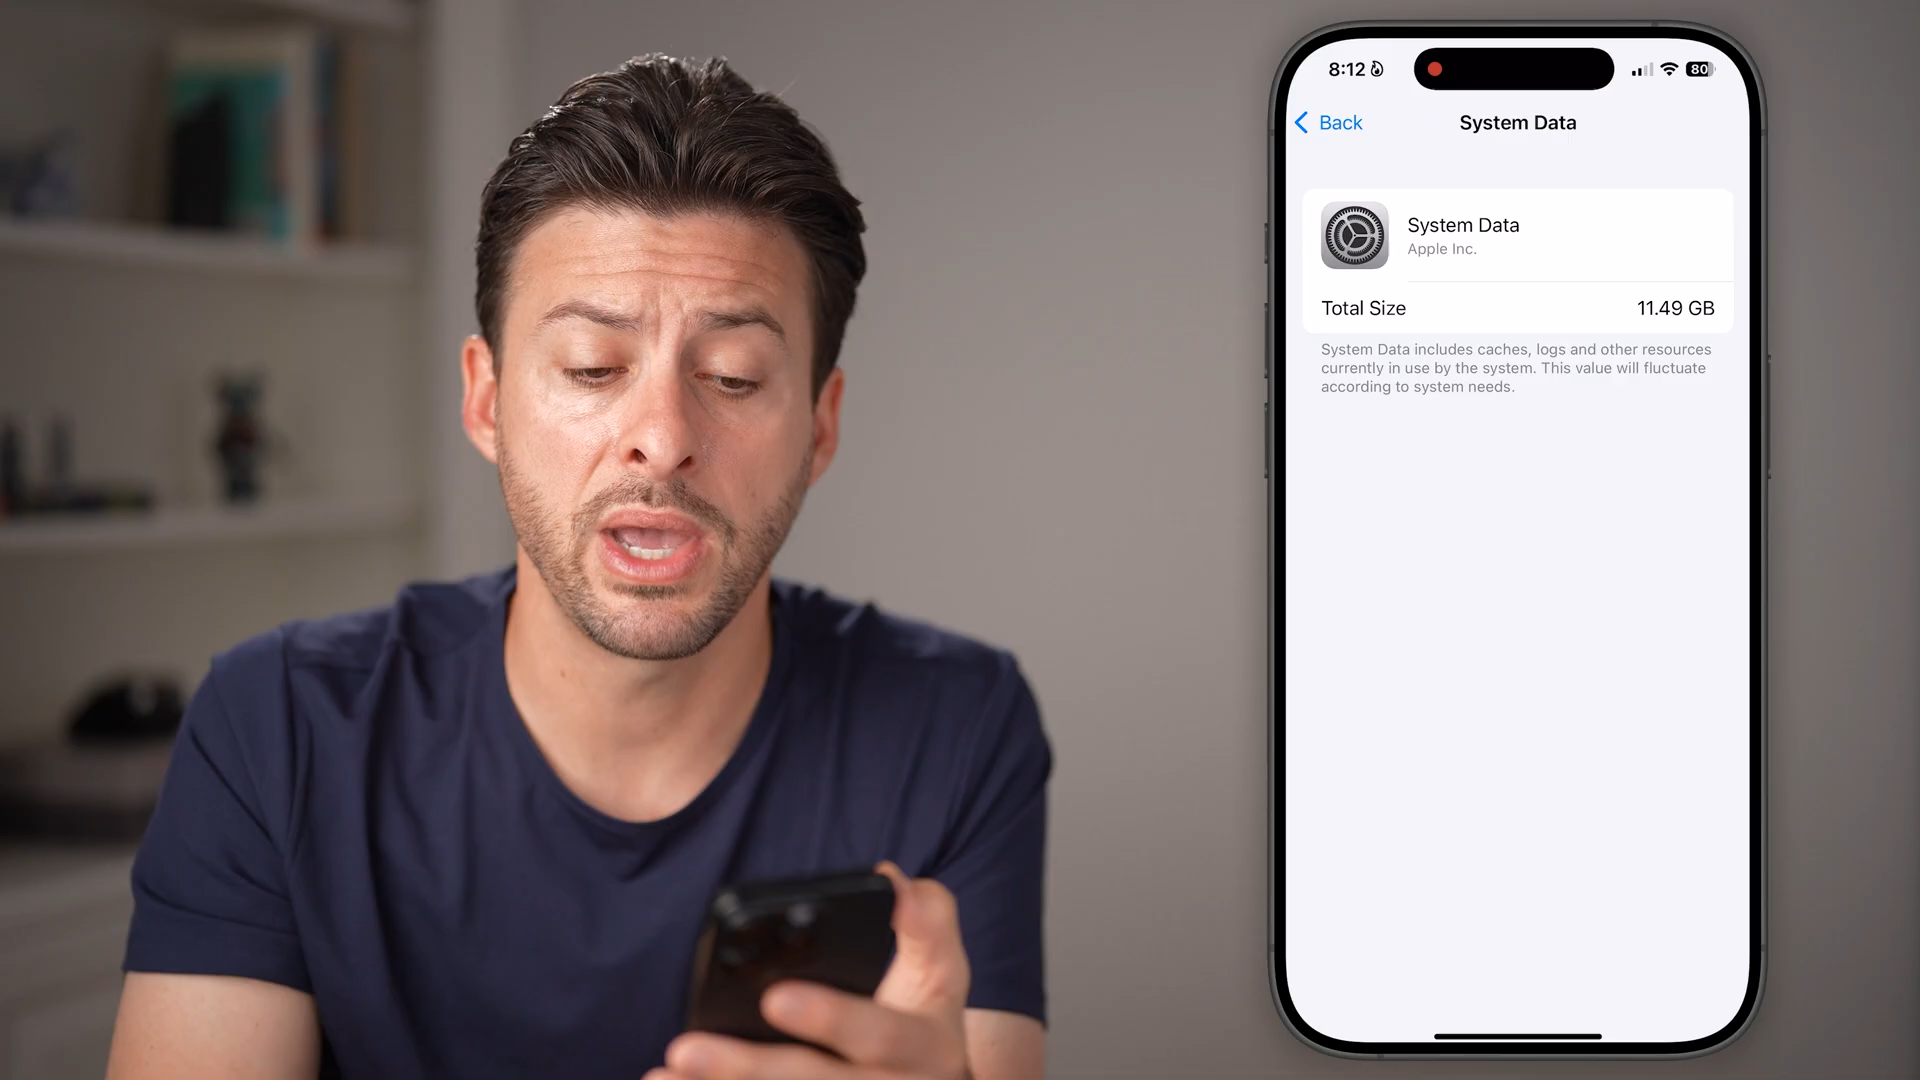 8:12
80
Back
System Data
System Data
Apple Inc.
Total Size 11.49 GB
System Data includes caches, logs and other resources
currently in use by the system. This value will fluctuate
according to system needs.